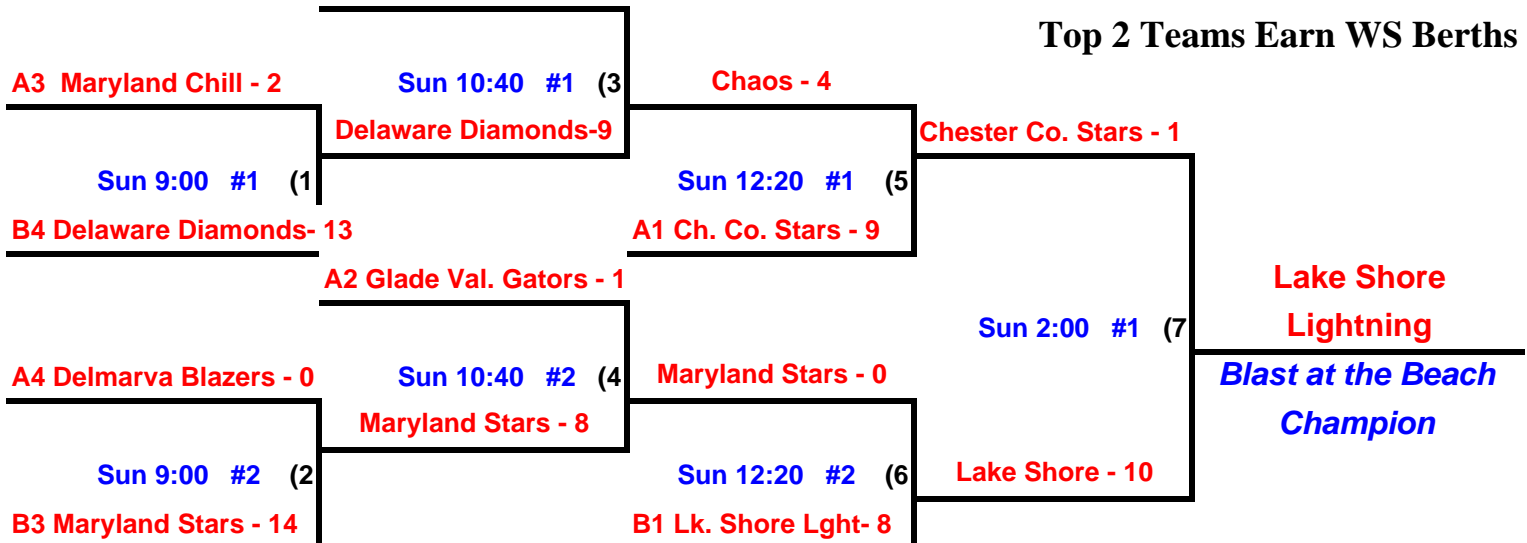 Top 2 Teams Earn WS Berths
A3 Maryland Chill - 2
Sun 10:40 #1 (3
Chaos - 4
Delaware Diamonds-9
Chester Co. Stars - 1
Sun 9:00 #1 (1
Sun 12:20 #1 (5
B4 Delaware Diamonds- 13
A1 Ch. Co. Stars - 9
A2 Glade Val. Gators - 1
Lake Shore
Lightning
Sun 2:00 #1 (7
A4 Delmarva Blazers - 0
Sun 10:40 #2 (4
Maryland Stars - 0
Blast at the Beach
Champion
Maryland Stars - 8
Sun 9:00 #2 (2
Sun 12:20 #2 (6
Lake Shore - 10
B3 Maryland Stars - 14
B1 Lk. Shore Lght- 8